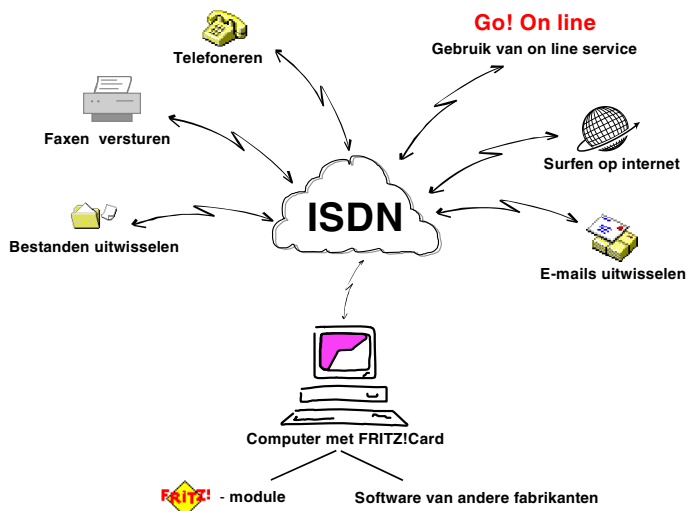 Go! On line
Gebruik van on line service
Telefoneren
Faxen versturen
Surfen op internet
ISDN
Bestanden uitwisselen
E-mails uitwisselen
Computer met FRITZ!Card
FRITZ! - module
Software van andere fabrikanten